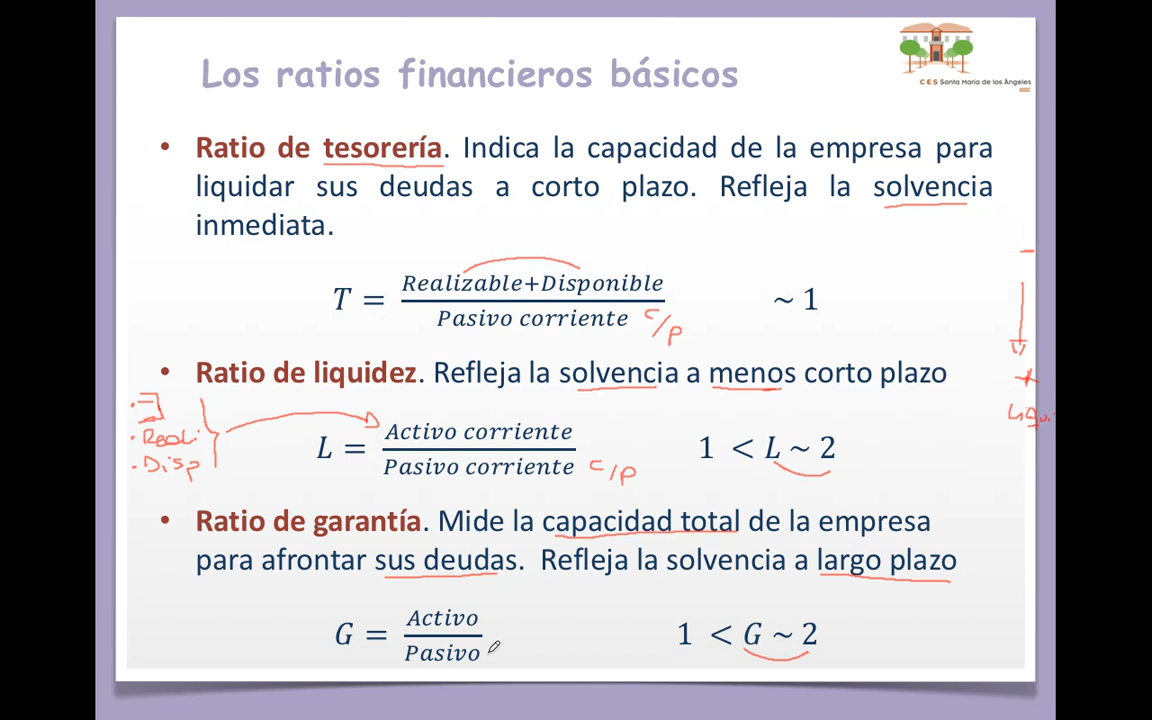 Los ratios financieros básicos
CES Santa María de los Ángeles
• Ratio de tesorería. Indica la capacidad de la empresa para
liquidar sus deudas a corto plazo. Refleja la solvencia
inmediata.
T = Realizable+Disponible / Pasivo corriente ~ 1
c/p
• Ratio de liquidez. Refleja la solvencia a menos corto plazo
· Reali.
· Disp
L = Activo corriente / Pasivo corriente 1 < L ~ 2
c/p
- 
+
Liqui.
• Ratio de garantía. Mide la capacidad total de la empresa
para afrontar sus deudas. Refleja la solvencia a largo plazo
G = Activo / Pasivo 1 < G ~ 2